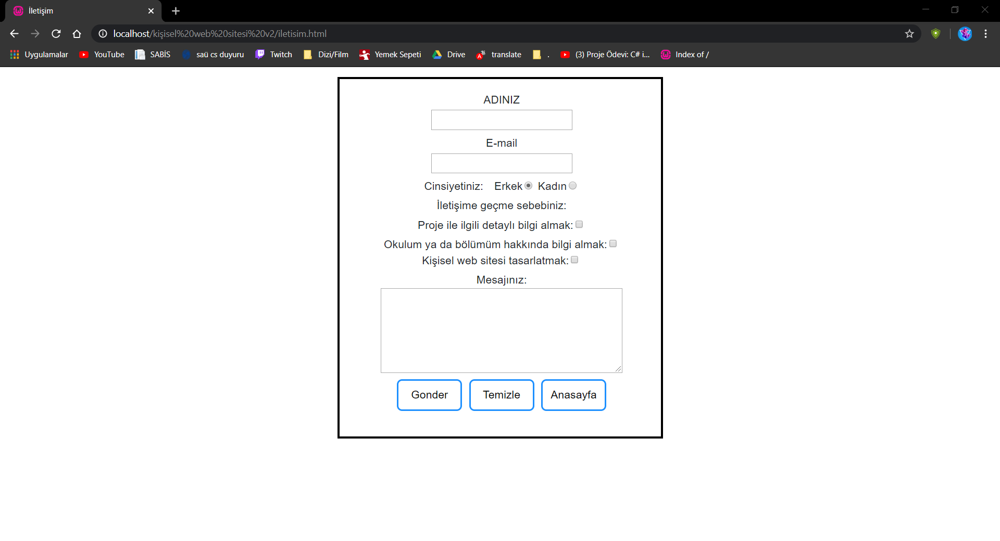 İletişim
localhost/kişisel%20web%20sitesi%20v2/iletisim.html
Uygulamalar YouTube SABİS saü cs duyuru Twitch Dizi/Film Yemek Sepeti Drive translate . (3) Proje Ödevi: C# i... Index of /
ADINIZ
E-mail
Cinsiyetiniz: Erkek Kadın
İletişime geçme sebebiniz:
Proje ile ilgili detaylı bilgi almak:
Okulum ya da bölümüm hakkında bilgi almak:
Kişisel web sitesi tasarlatmak:
Mesajınız:
Gonder Temizle Anasayfa